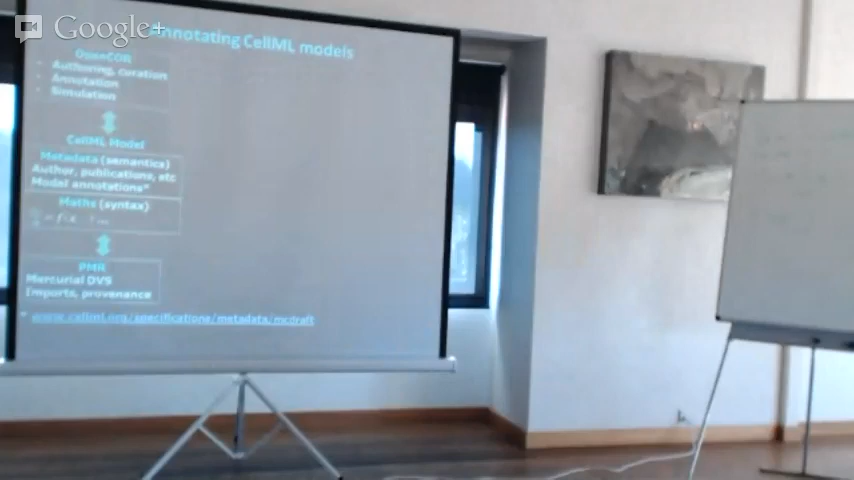 Google+
Annotating CellML models
OpenCOR
• Authoring, curation
• Annotation
• Simulation
CellML Model
Metadata (semantics)
Author, publications, etc
Model annotations*
Maths (syntax)
PMR
Mercurial DVS
Imports, provenance
* www.cellml.org/specifications/metadata/mcdraft